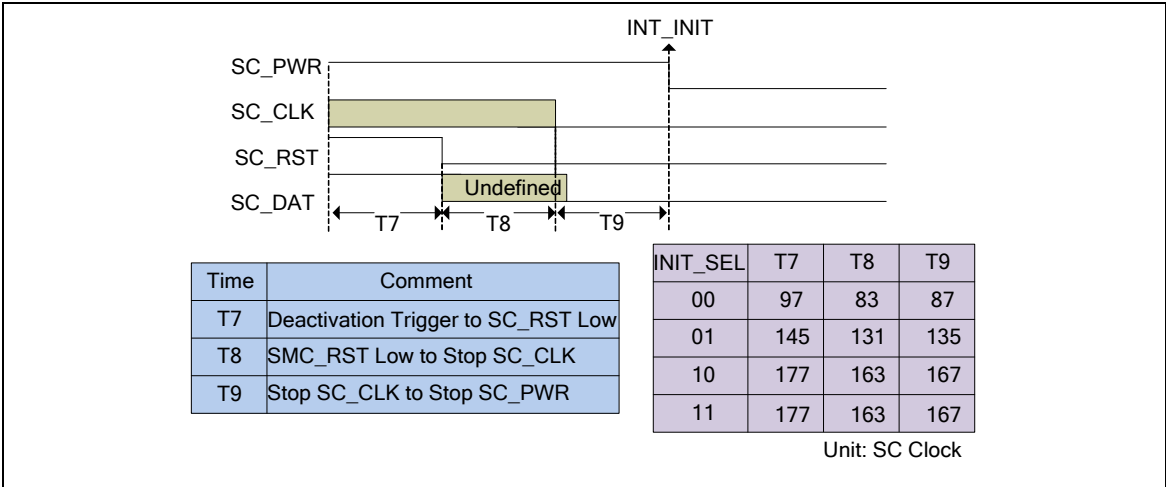 INT_INIT
SC_PWR
SC_CLK
SC_RST
SC_DAT
Undefined
T7 T8 T9
Time Comment
T7 Deactivation Trigger to SC_RST Low
T8 SMC_RST Low to Stop SC_CLK
T9 Stop SC_CLK to Stop SC_PWR
INIT_SEL T7 T8 T9
00 97 83 87
01 145 131 135
10 177 163 167
11 177 163 167
Unit: SC Clock